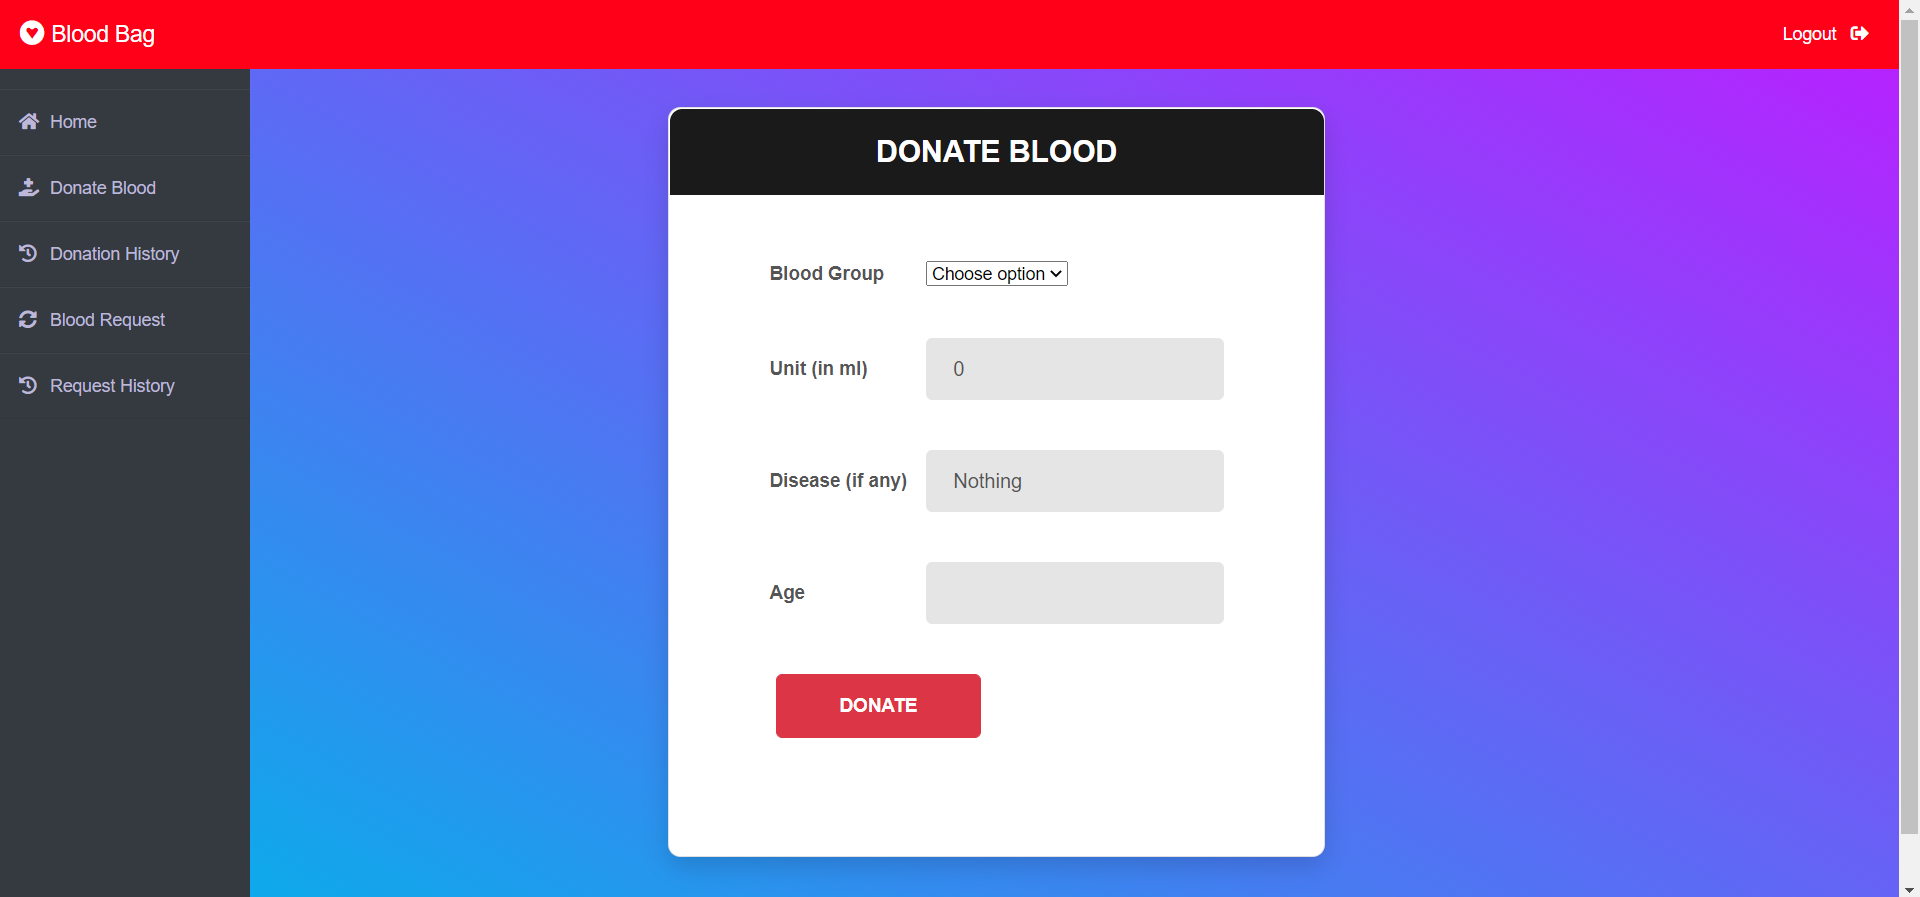 Blood Bag
Logout
Home
Donate Blood
Donation History
Blood Request
Request History
DONATE BLOOD
Blood Group Choose option
Unit (in ml) 0
Disease (if any) Nothing
Age
DONATE